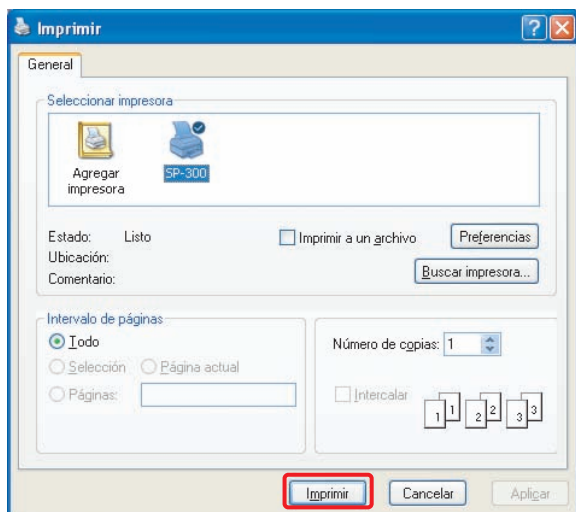 Imprimir
General
Seleccionar impresora
Agregar
impresora
SP-300
Estado: Listo
Ubicación:
Comentario:
Imprimir a un archivo
Preferencias
Buscar impresora...
Intervalo de páginas
Todo
Selección Página actual
Páginas:
Número de copias: 1
Intercalar
1 1 2 2 3 3
Imprimir Cancelar Aplicar